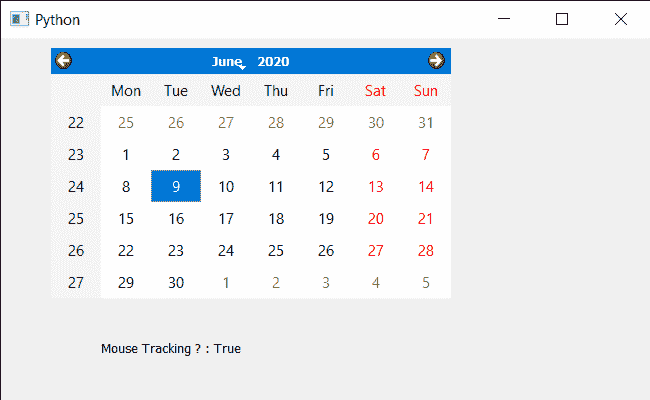 Python
June 2020
Mon Tue Wed Thu Fri Sat Sun
22 25 26 27 28 29 30 31
23 1 2 3 4 5 6 7
24 8 9 10 11 12 13 14
25 15 16 17 18 19 20 21
26 22 23 24 25 26 27 28
27 29 30 1 2 3 4 5
Mouse Tracking ? : True